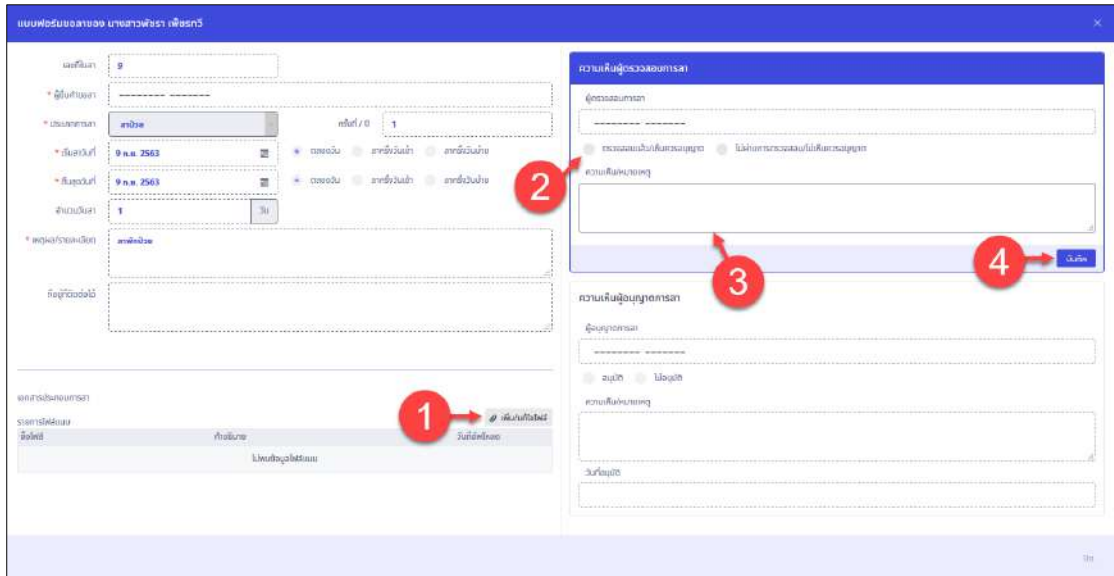 แบบฟอร์มขอลาของ นางสาวพัชรา เพ็ชรทวี
เลขที่ใบลา 9
* ผู้ยื่นคำขอลา -------- -------
* ประเภทการลา ลาป่วย ครั้งที่ / ปี 1
* เริ่มลาวันที่ 9 ก.ย. 2563 ตลอดวัน ลาครึ่งวันเช้า ลาครึ่งวันบ่าย
* สิ้นสุดวันที่ 9 ก.ย. 2563 ตลอดวัน ลาครึ่งวันเช้า ลาครึ่งวันบ่าย
จำนวนวันลา 1 วัน
* เหตุผล/รายละเอียด ลาพักป่วย
ที่อยู่ที่ติดต่อได้
เอกสารประกอบการลา
รายการไฟล์แนบ
1 เพิ่ม/แก้ไขไฟล์
ชื่อไฟล์ คำอธิบาย วันที่อัพโหลด
ไม่พบข้อมูลไฟล์แนบ
ความเห็นผู้ตรวจสอบการลา
ผู้ตรวจสอบการลา
-------- -------
2 ตรวจสอบแล้ว/เห็นควรอนุญาต ไม่ผ่านการตรวจสอบ/ไม่เห็นควรอนุญาต
ความเห็น/หมายเหตุ
3
4 บันทึก
ความเห็นผู้อนุญาตการลา
ผู้อนุญาตการลา
-------- -------
อนุมัติ ไม่อนุมัติ
ความเห็น/หมายเหตุ
วันที่อนุมัติ
ปิด